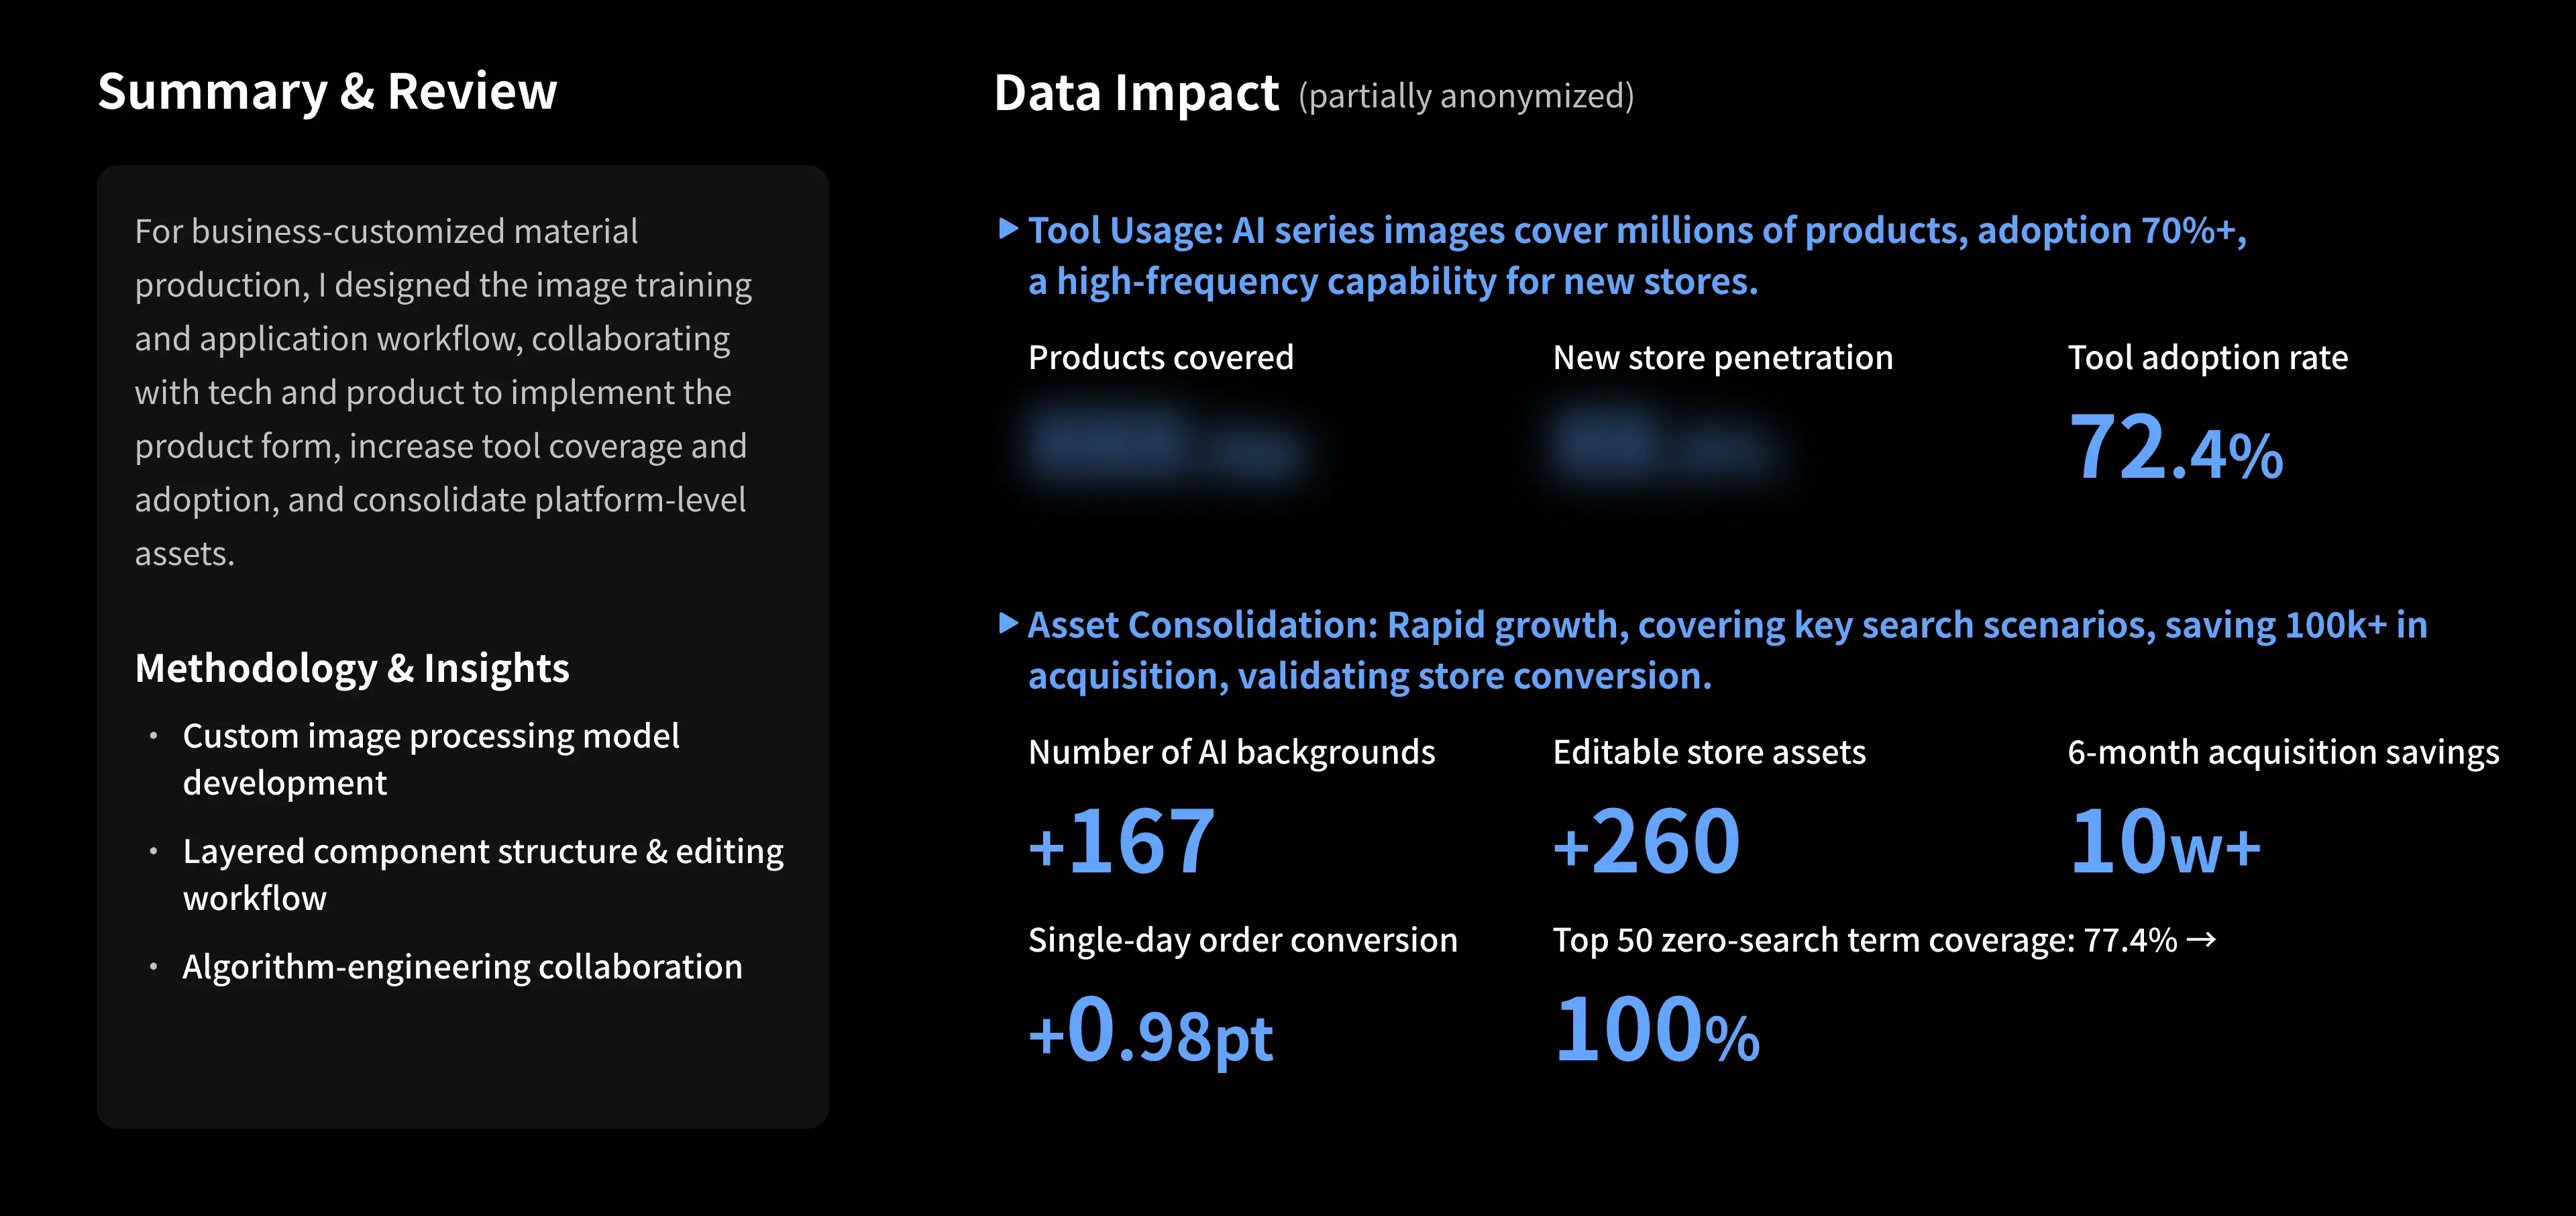 Summary & Review
For business-customized material
production, I designed the image training
and application workflow, collaborating
with tech and product to implement the
product form, increase tool coverage and
adoption, and consolidate platform-level
assets.
Methodology & Insights
• Custom image processing model
development
• Layered component structure & editing
workflow
• Algorithm-engineering collaboration
Data Impact (partially anonymized)
▶ Tool Usage: AI series images cover millions of products, adoption 70%+,
a high-frequency capability for new stores.
Products covered
New store penetration
Tool adoption rate
72.4%
▶ Asset Consolidation: Rapid growth, covering key search scenarios, saving 100k+ in
acquisition, validating store conversion.
Number of AI backgrounds
+167
Editable store assets
+260
6-month acquisition savings
10w+
Single-day order conversion
+0.98pt
Top 50 zero-search term coverage: 77.4% →
100%